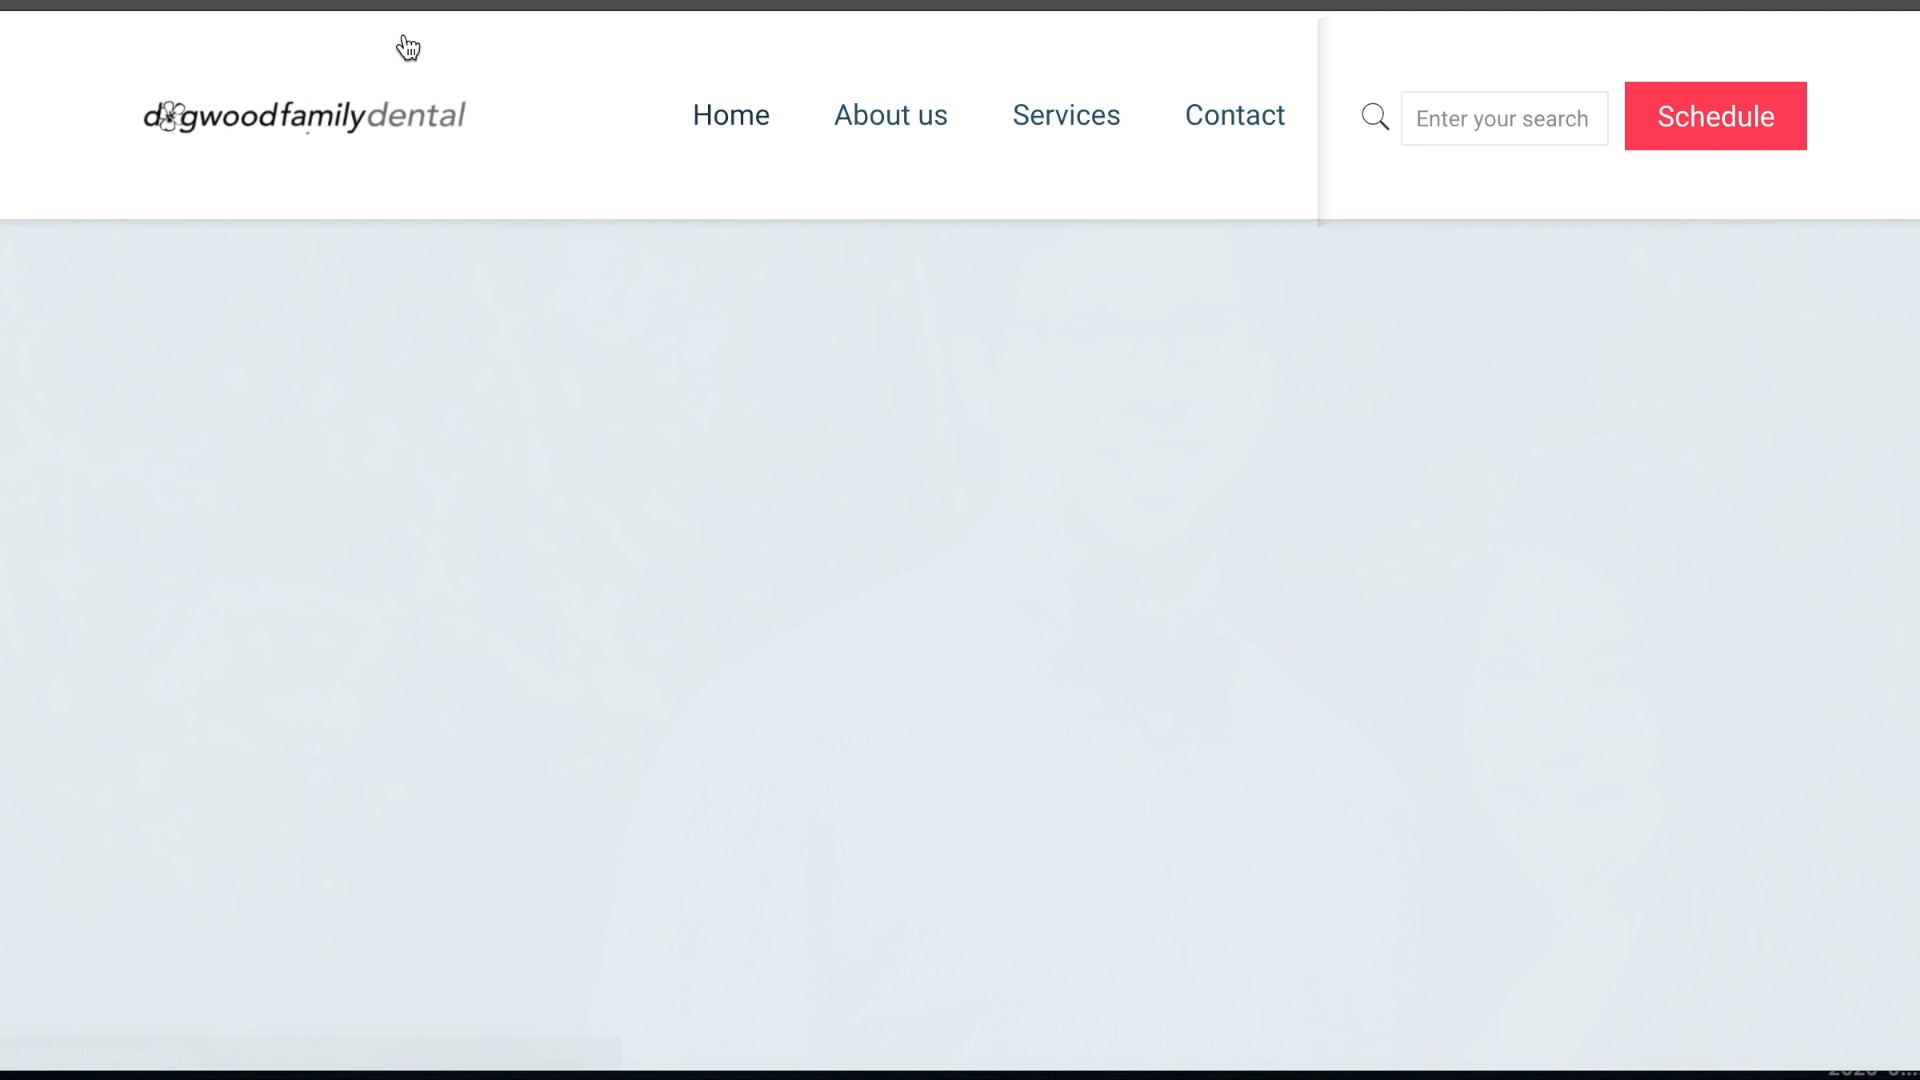 dogwoodfamilydental
Home
About us
Services
Contact
Enter your search
Schedule